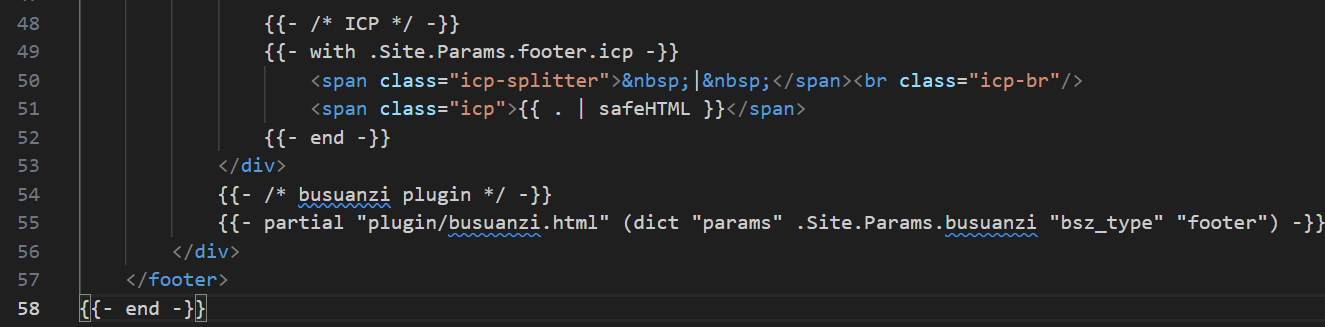 48 {{- /* ICP */ -}}
49 {{- with .Site.Params.footer.icp -}}
50 <span class="icp-splitter">&nbsp;|&nbsp;</span><br class="icp-br"/>
51 <span class="icp">{{ . | safeHTML }}</span>
52 {{- end -}}
53 </div>
54 {{- /* busuanzi plugin */ -}}
55 {{- partial "plugin/busuanzi.html" (dict "params" .Site.Params.busuanzi "bsz_type" "footer") -}}
56 </div>
57 </footer>
58 {{- end -}}